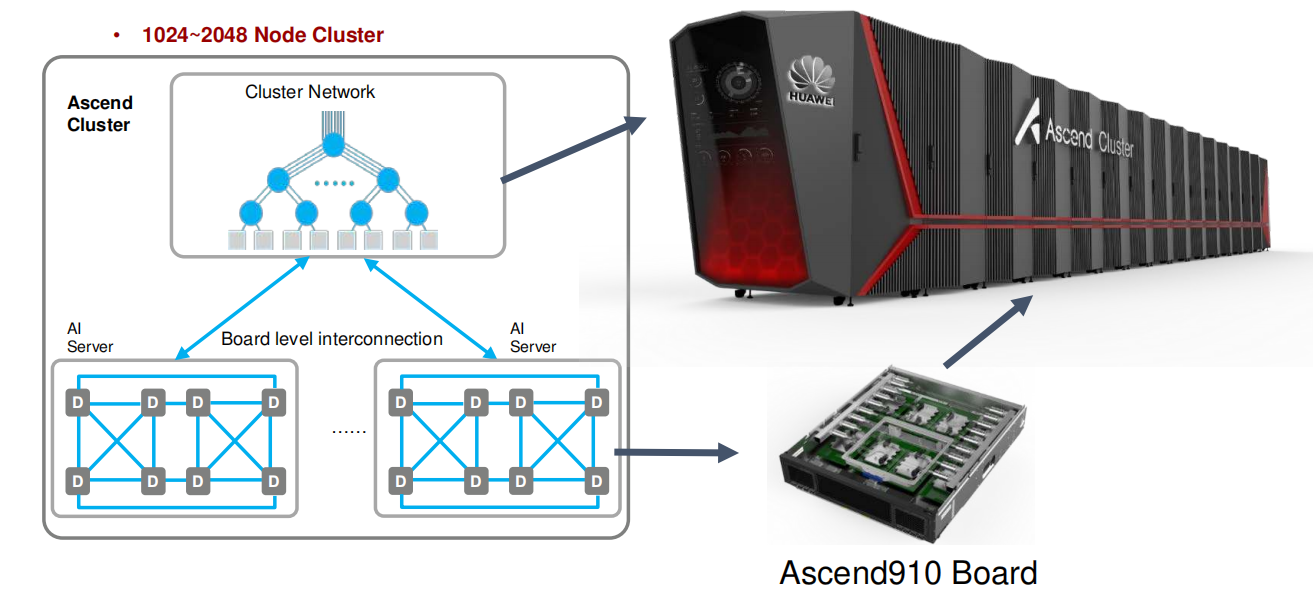 • 1024~2048 Node Cluster
Ascend
Cluster
Cluster Network
AI
Server
Board level interconnection
AI
Server
D D D D
D D D D
......
D D D D
D D D D
HUAWEI
Ascend Cluster
Ascend910 Board